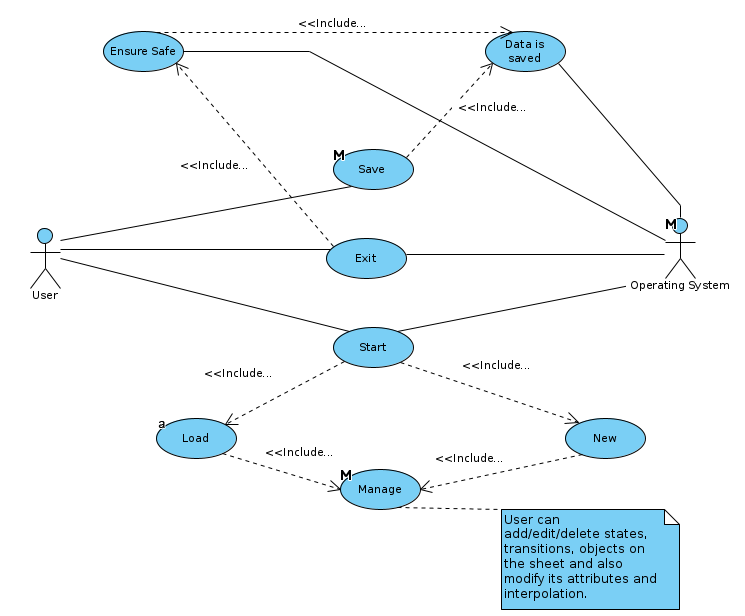 <<Include...
Ensure Safe
Data is
saved
<<Include...
<<Include...
M
Save
M
User
Exit
Operating System
Start
<<Include...
<<Include...
a
Load
New
<<Include...
<<Include...
M
Manage
User can
add/edit/delete states,
transitions, objects on
the sheet and also
modify its attributes and
interpolation.